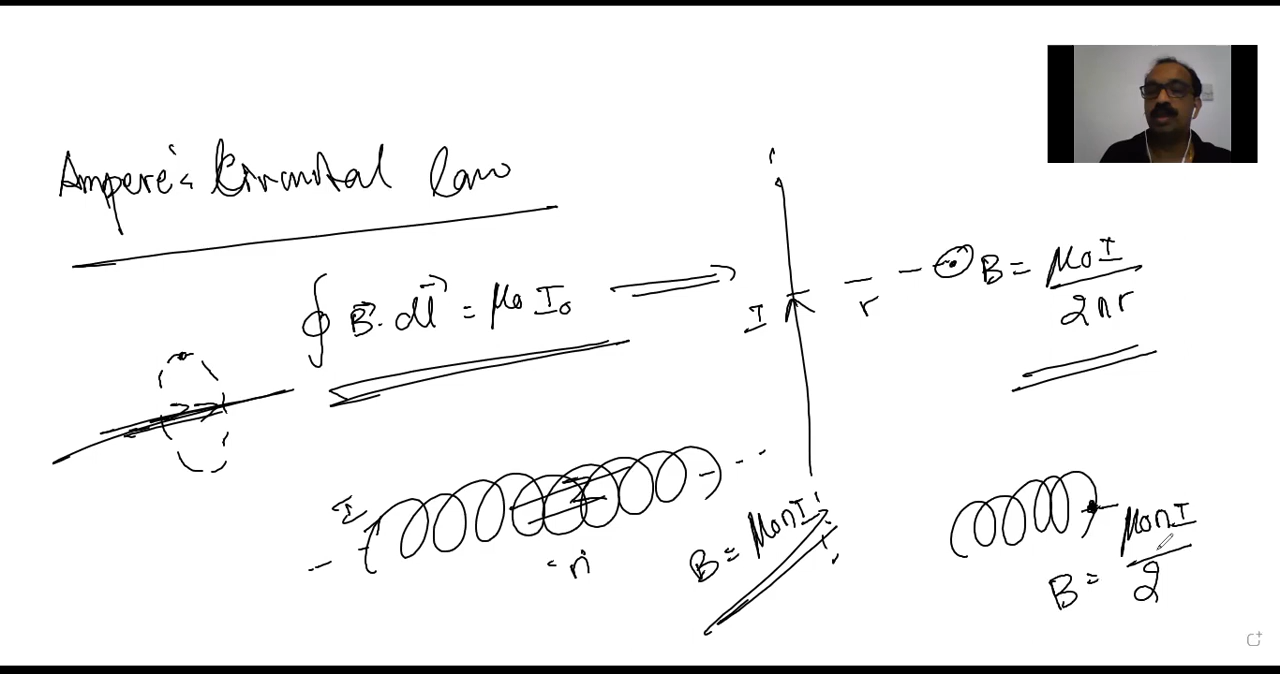 Ampere's Circuital law
∮ B⃗. dl⃗ = μ₀ I₀
I
r
B = μ₀I / 2πr
I
n
B = μ₀nI
B = μ₀nI / 2